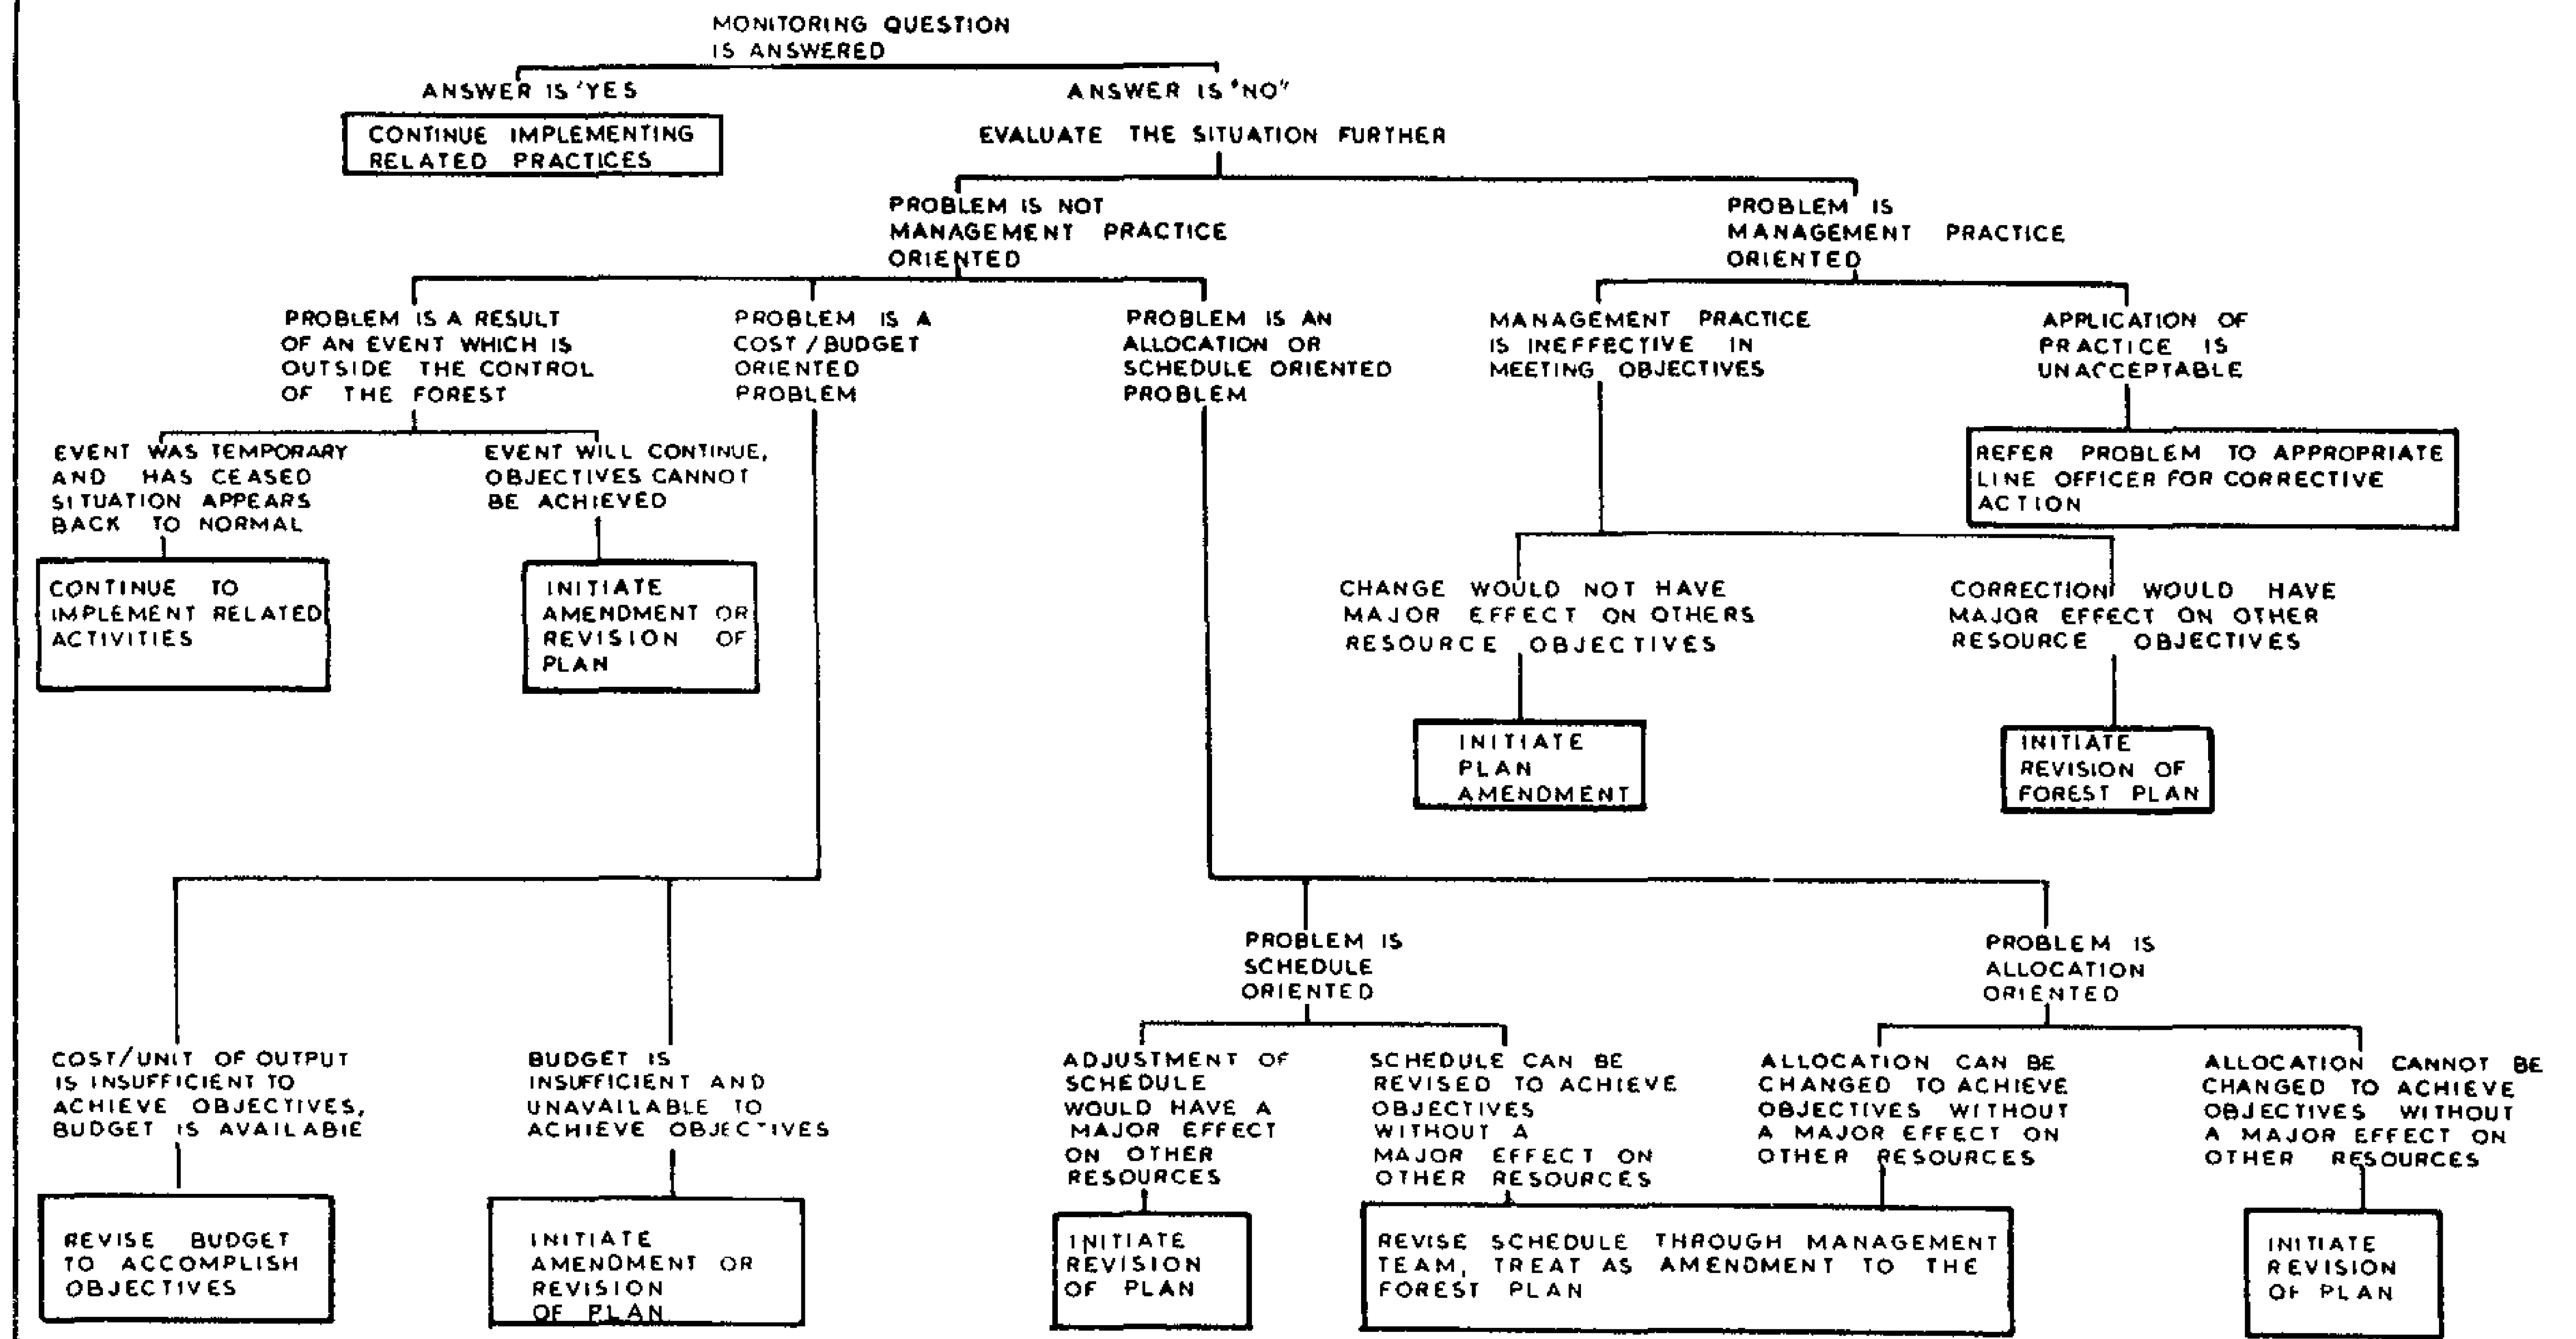 MONITORING QUESTION
IS ANSWERED
ANSWER IS "YES
CONTINUE IMPLEMENTING
RELATED PRACTICES
ANSWER IS "NO"
EVALUATE THE SITUATION FURTHER
PROBLEM IS NOT
MANAGEMENT PRACTICE
ORIENTED
PROBLEM IS
MANAGEMENT PRACTICE
ORIENTED
PROBLEM IS A RESULT
OF AN EVENT WHICH IS
OUTSIDE THE CONTROL
OF THE FOREST
PROBLEM IS A
COST/BUDGET
ORIENTED
PROBLEM
PROBLEM IS AN
ALLOCATION OR
SCHEDULE ORIENTED
PROBLEM
MANAGEMENT PRACTICE
IS INEFFECTIVE IN
MEETING OBJECTIVES
APPLICATION OF
PRACTICE IS
UNACCEPTABLE
EVENT WAS TEMPORARY
AND HAS CEASED
SITUATION APPEARS
BACK TO NORMAL
EVENT WILL CONTINUE,
OBJECTIVES CANNOT
BE ACHIEVED
REFER PROBLEM TO APPROPRIATE
LINE OFFICER FOR CORRECTIVE
ACTION
CONTINUE TO
IMPLEMENT RELATED
ACTIVITIES
INITIATE
AMENDMENT OR
REVISION OF
PLAN
CHANGE WOULD NOT HAVE
MAJOR EFFECT ON OTHERS
RESOURCE OBJECTIVES
CORRECTION WOULD HAVE
MAJOR EFFECT ON OTHER
RESOURCE OBJECTIVES
INITIATE
PLAN
AMENDMENT
INITIATE
REVISION OF
FOREST PLAN
PROBLEM IS
SCHEDULE
ORIENTED
PROBLEM IS
ALLOCATION
ORIENTED
COST/UNIT OF OUTPUT
IS INSUFFICIENT TO
ACHIEVE OBJECTIVES,
BUDGET IS AVAILABLE
BUDGET IS
INSUFFICIENT AND
UNAVAILABLE TO
ACHIEVE OBJECTIVES
ADJUSTMENT OF
SCHEDULE
WOULD HAVE A
MAJOR EFFECT
ON OTHER
RESOURCES
SCHEDULE CAN BE
REVISED TO ACHIEVE
OBJECTIVES
WITHOUT A
MAJOR EFFECT ON
OTHER RESOURCES
ALLOCATION CAN BE
CHANGED TO ACHIEVE
OBJECTIVES WITHOUT
A MAJOR EFFECT ON
OTHER RESOURCES
ALLOCATION CANNOT BE
CHANGED TO ACHIEVE
OBJECTIVES WITHOUT
A MAJOR EFFECT ON
OTHER RESOURCES
REVISE BUDGET
TO ACCOMPLISH
OBJECTIVES
INITIATE
AMENDMENT OR
REVISION
OF PLAN
INITIATE
REVISION
OF PLAN
REVISE SCHEDULE THROUGH MANAGEMENT
TEAM, TREAT AS AMENDMENT TO THE
FOREST PLAN
INITIATE
REVISION
OF PLAN